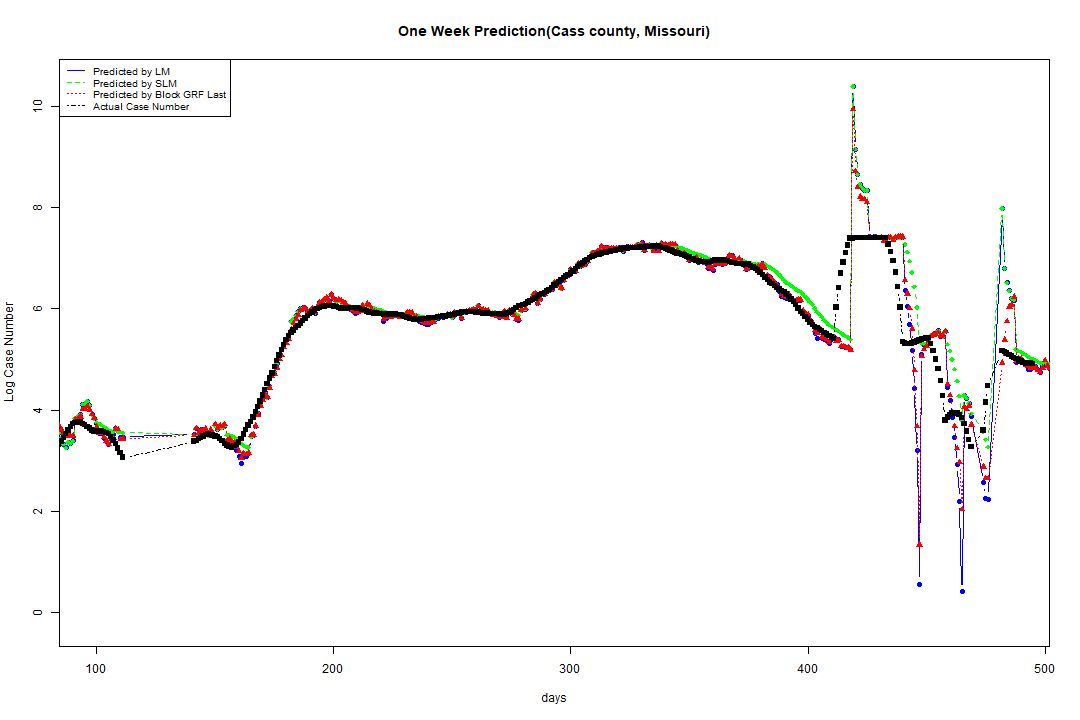 One Week Prediction(Cass county, Missouri)
Predicted by LM
Predicted by SLM
Predicted by Block GRF Last
Actual Case Number
Log Case Number
10
8
6
4
2
0
100 200 300 400 500
days